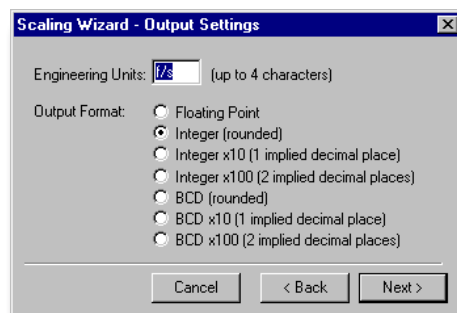 Scaling Wizard - Output Settings
Engineering Units: f/s (up to 4 characters)
Output Format: Floating Point
Integer (rounded)
Integer x10 (1 implied decimal place)
Integer x100 (2 implied decimal places)
BCD (rounded)
BCD x10 (1 implied decimal place)
BCD x100 (2 implied decimal places)
Cancel < Back Next >